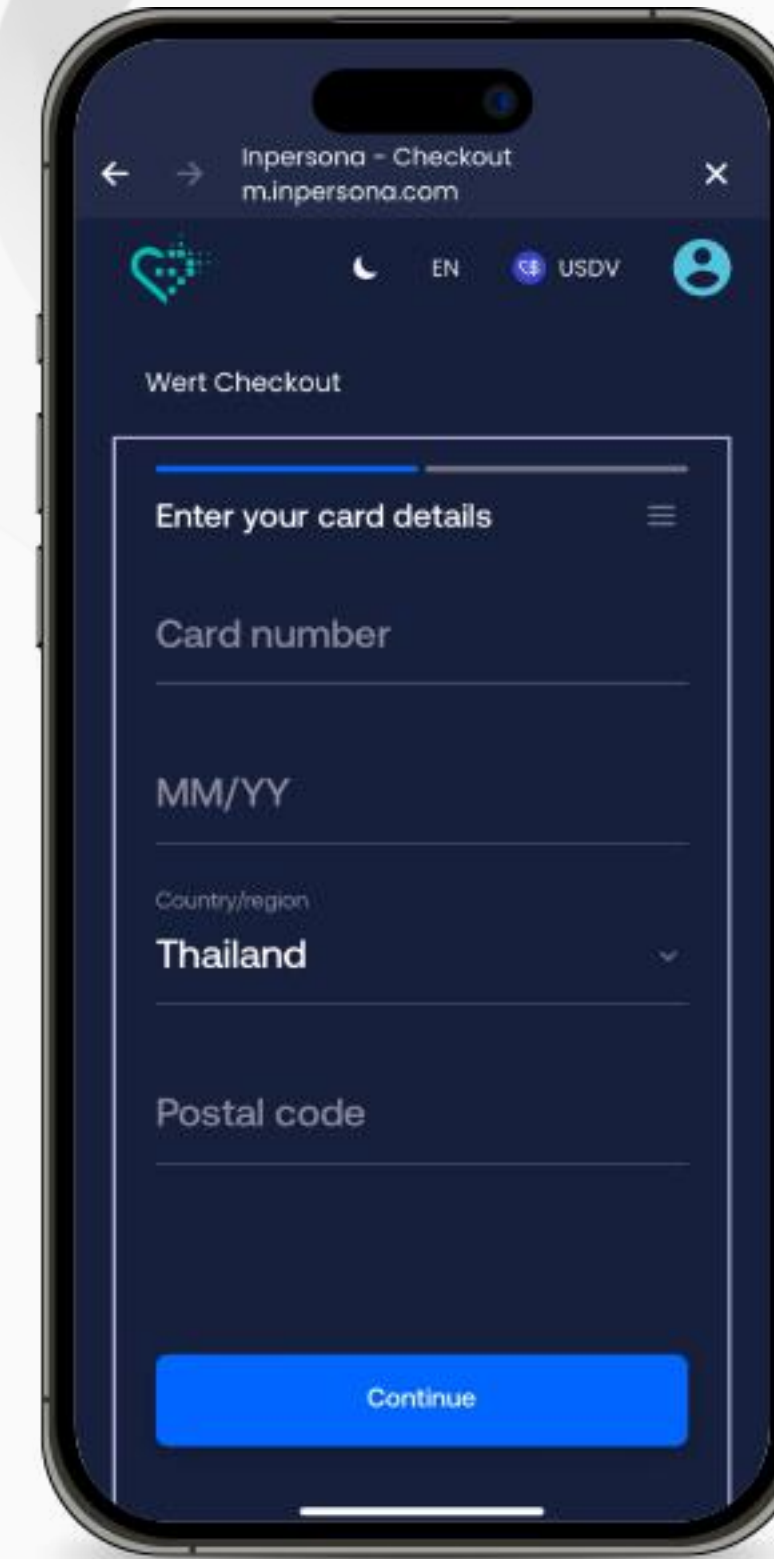 Inpersona - Checkout
m.inpersona.com
EN
USDV
Wert Checkout
Enter your card details
Card number
MM/YY
Country/region
Thailand
Postal code
Continue